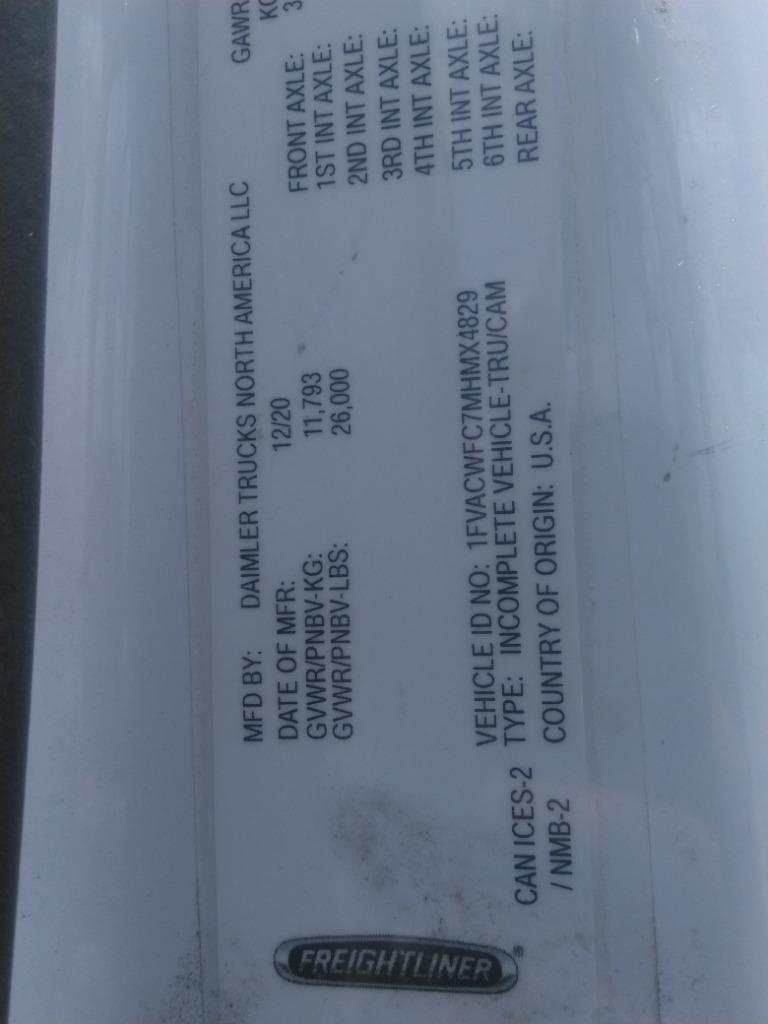 MFD BY: DAIMLER TRUCKS NORTH AMERICA LLC
DATE OF MFR: 12/20
GVWR/PNBV-KG: 11,793
GVWR/PNBV-LBS: 26,000
GAWR
FRONT AXLE:
1ST INT AXLE:
2ND INT AXLE:
3RD INT AXLE:
4TH INT AXLE:
5TH INT AXLE:
6TH INT AXLE:
REAR AXLE:
VEHICLE ID NO: 1FVACWFC7MHMX4829
TYPE: INCOMPLETE VEHICLE-TRU/CAM
COUNTRY OF ORIGIN: U.S.A.
CAN ICES-2
/ NMB-2
FREIGHTLINER®